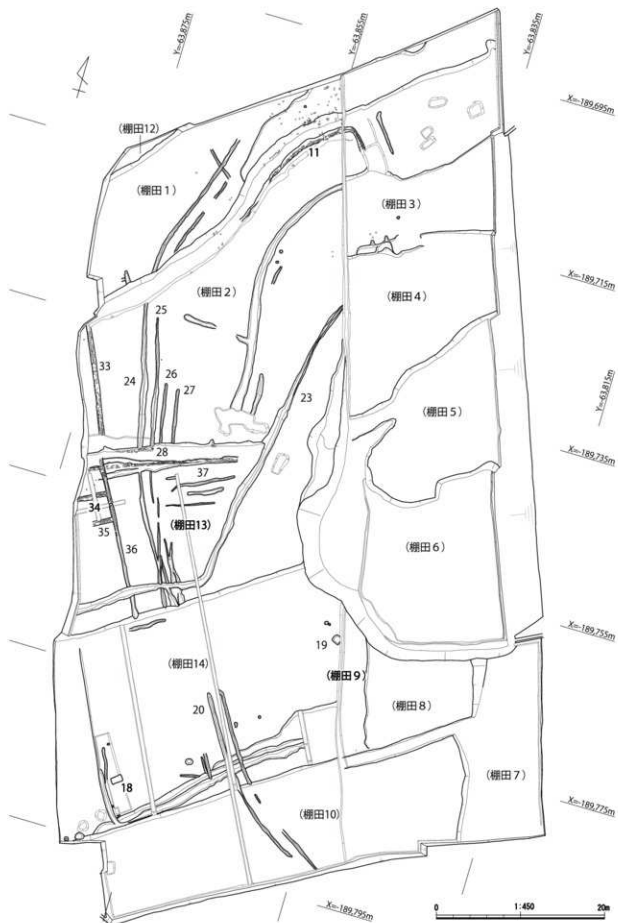 Y=-63,875m
Y=-63,855m
Y=-63,835m
X=-189,695m
(棚田12)
11
(棚田1)
(棚田3)
X=-189,715m
(棚田2)
(棚田4)
25
33
24
26
27
23
Y=-63,815m
(棚田5)
X=-189,735m
28
37
34
(棚田13)
35
(棚田6)
36
X=-189,755m
19
(棚田14)
(棚田9)
20
(棚田8)
(棚田7)
18
X=-189,775m
(棚田10)
X=-189,795m
0
1:450
20m